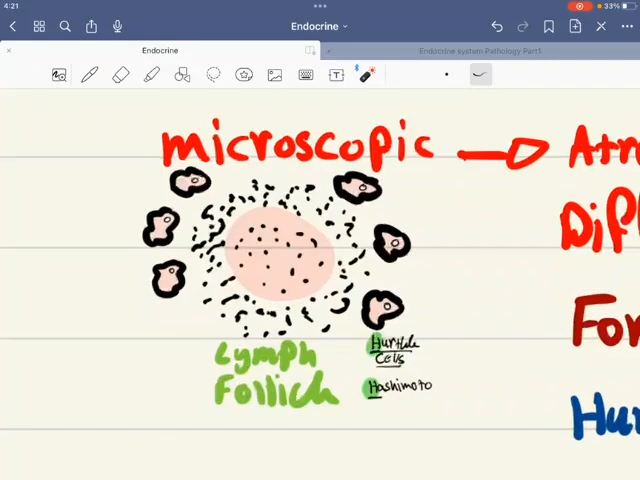 4:21
33%
Endocrine
Endocrine
Endocrine system Pathology Part1
microscopic
Lymph
Follicle
Hurthle
Cells
Hashimoto